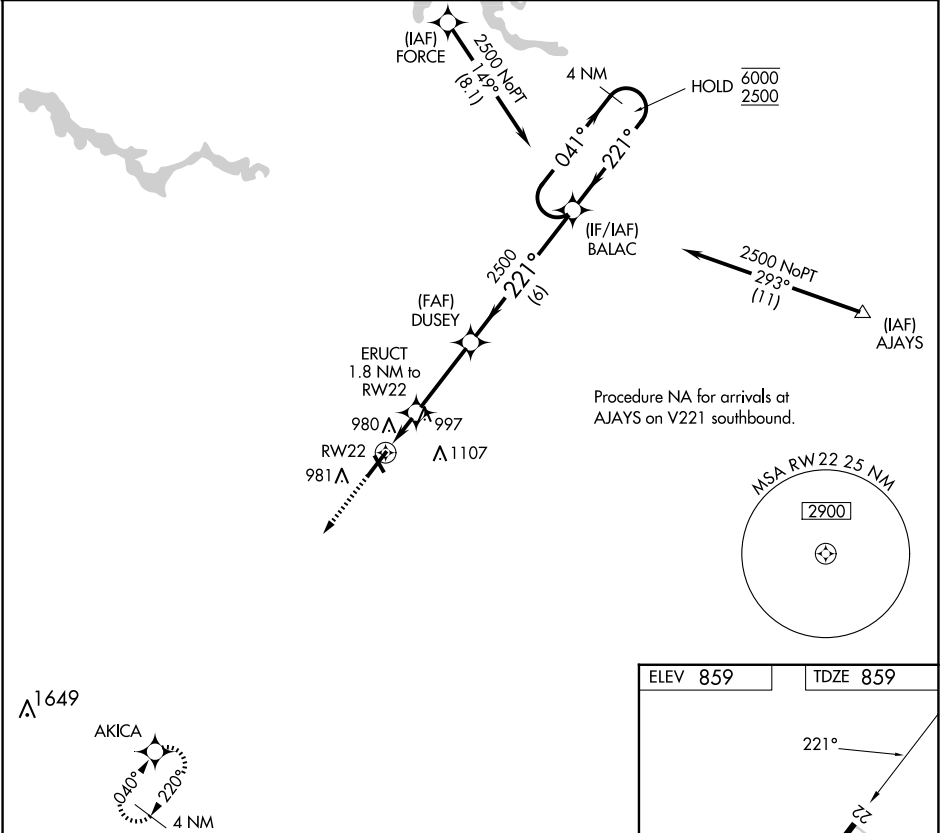 (IAF)
FORCE
2500 NoPT
149°
(8.1)
4 NM
HOLD 6000
2500
041°
221°
(IF/IAF)
BALAC
2500
221°
(6)
2500 NoPT
293°
(11)
(IAF)
AJAYS
(FAF)
DUSEY
ERUCT
1.8 NM to
RW22
Procedure NA for arrivals at
AJAYS on V221 southbound.
980
997
RW22
1107
981
MSA RW22 25 NM
2900
ELEV 859
TDZE 859
1649
AKICA
221°
040°
220°
4 NM
22